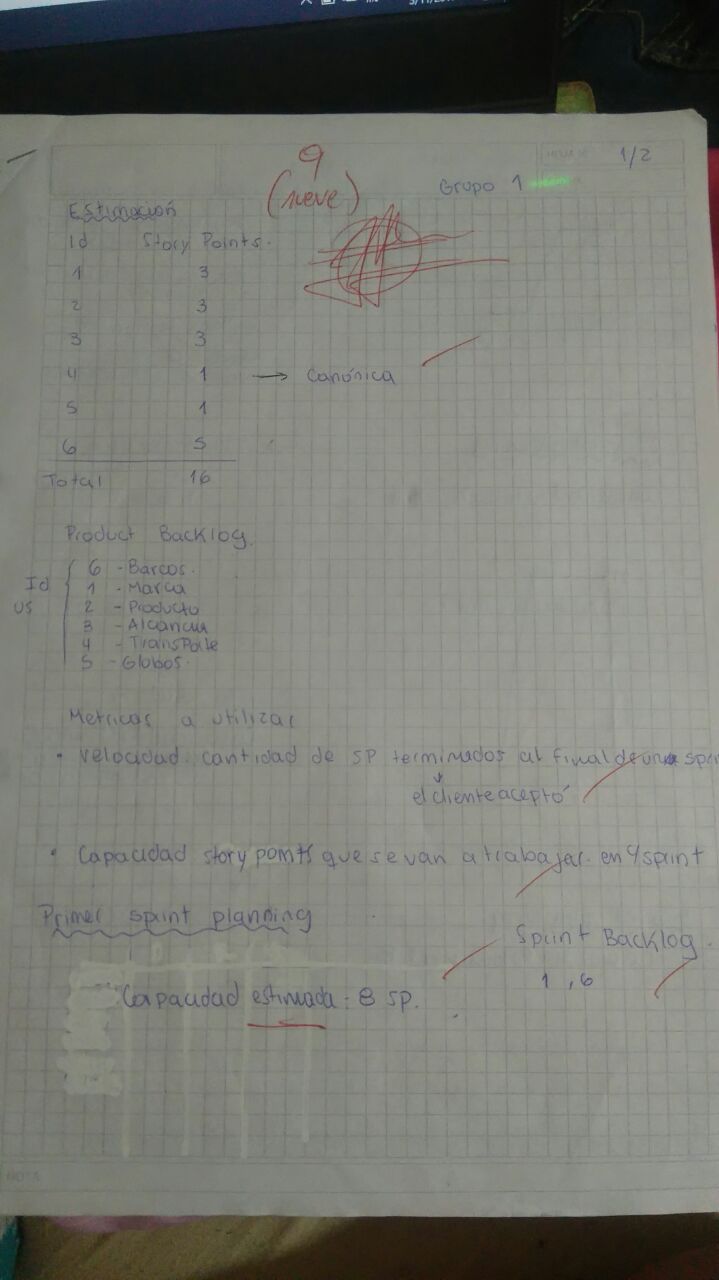 1/2
9
(nueve)
Grupo 1
Estimación
Id Story Points.
1 3
2 3
3 3
4 1 → Canónica
5 1
6 5
Total 16
Product Backlog.
Id US
6 - Barcos.
1 - Marca
2 - Producto
3 - Alcancia
4 - Transporte
5 - Globos.
Metricas a utilizar
• Velocidad. cantidad de SP terminados al final de un
el cliente aceptó
• Capacidad story points que se van a trabajar. en sprint
Primer sprint planning
Sprint Backlog.
1, 6
Capacidad estimada: 8 SP.